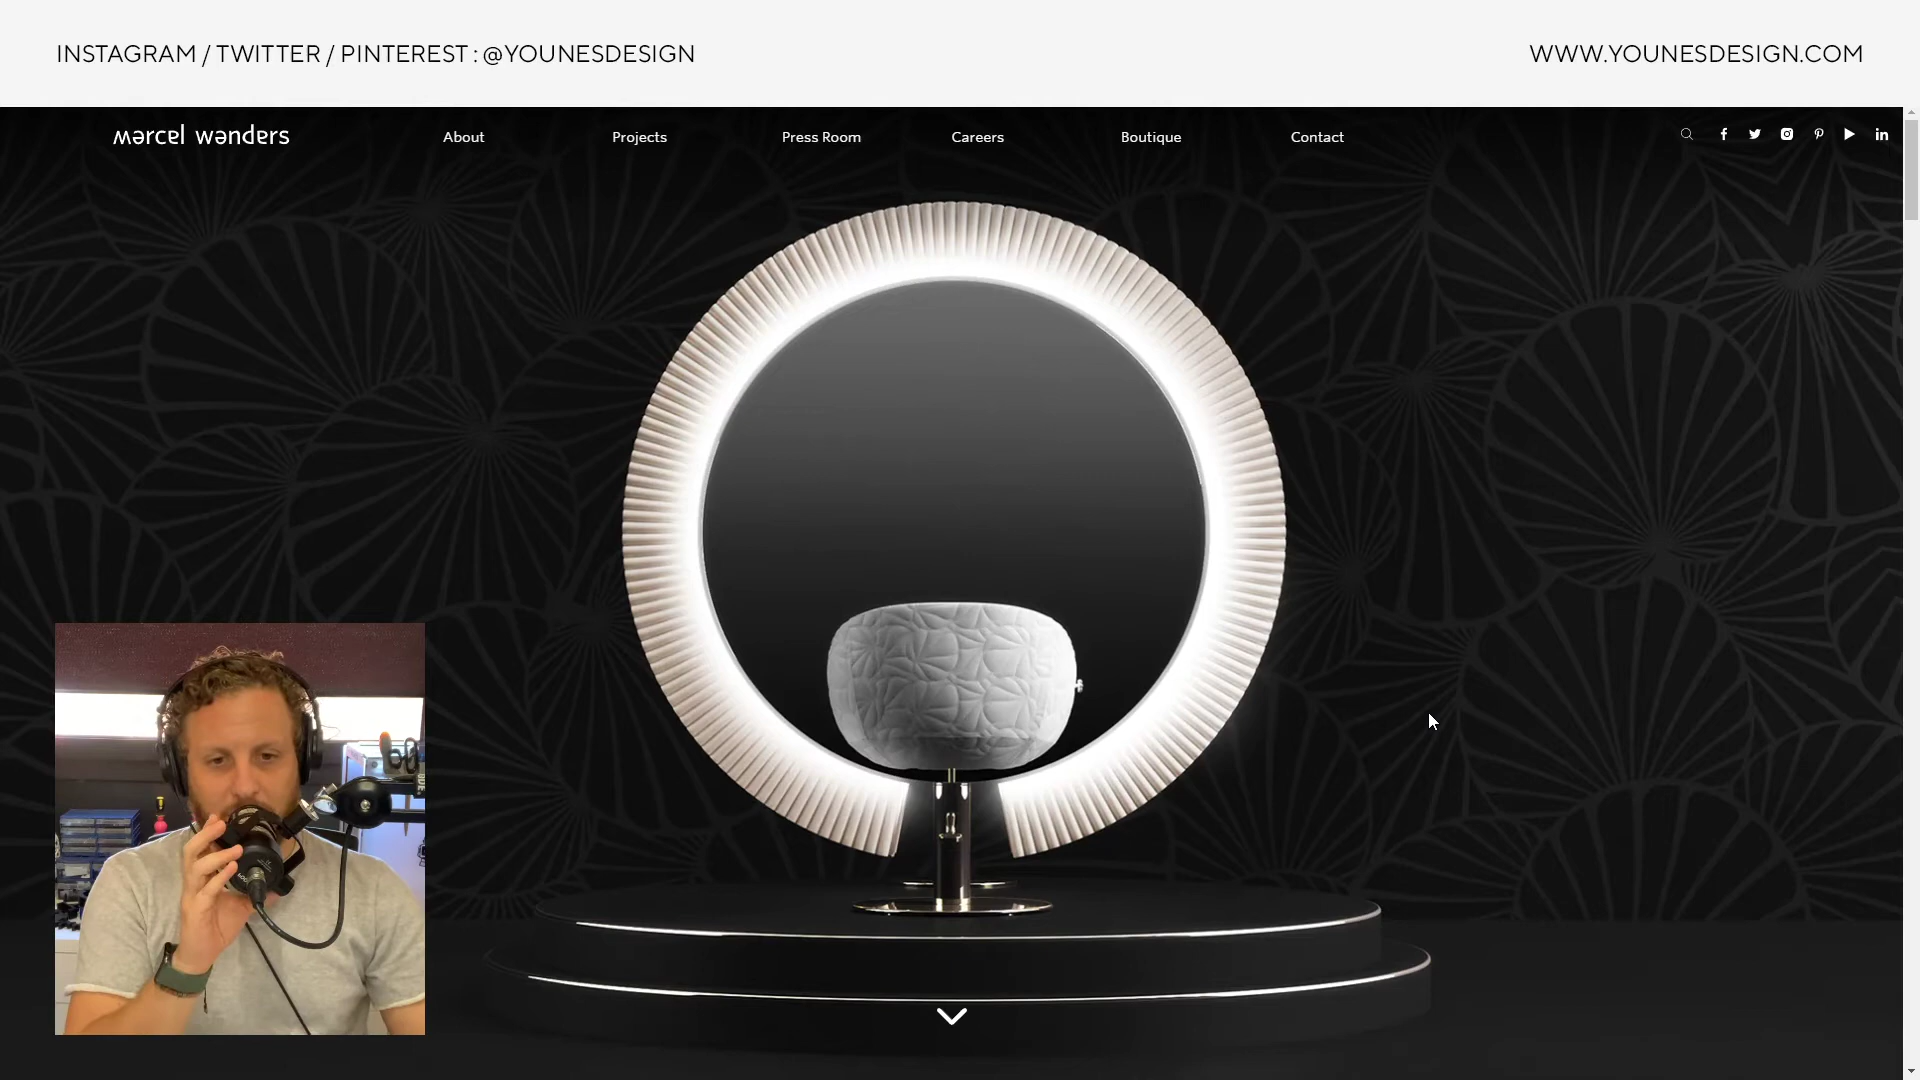 INSTAGRAM / TWITTER / PINTEREST : @YOUNESDESIGN
WWW.YOUNESDESIGN.COM
marcel wanders
About
Projects
Press Room
Careers
Boutique
Contact